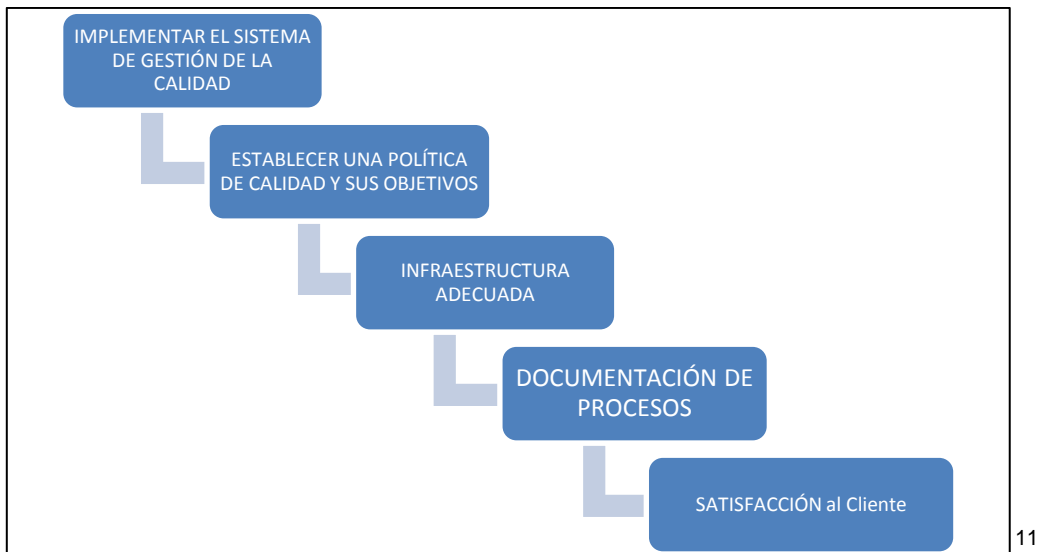 IMPLEMENTAR EL SISTEMA
DE GESTIÓN DE LA
CALIDAD
ESTABLECER UNA POLÍTICA
DE CALIDAD Y SUS OBJETIVOS
INFRAESTRUCTURA
ADECUADA
DOCUMENTACIÓN DE
PROCESOS
SATISFACCIÓN al Cliente
11